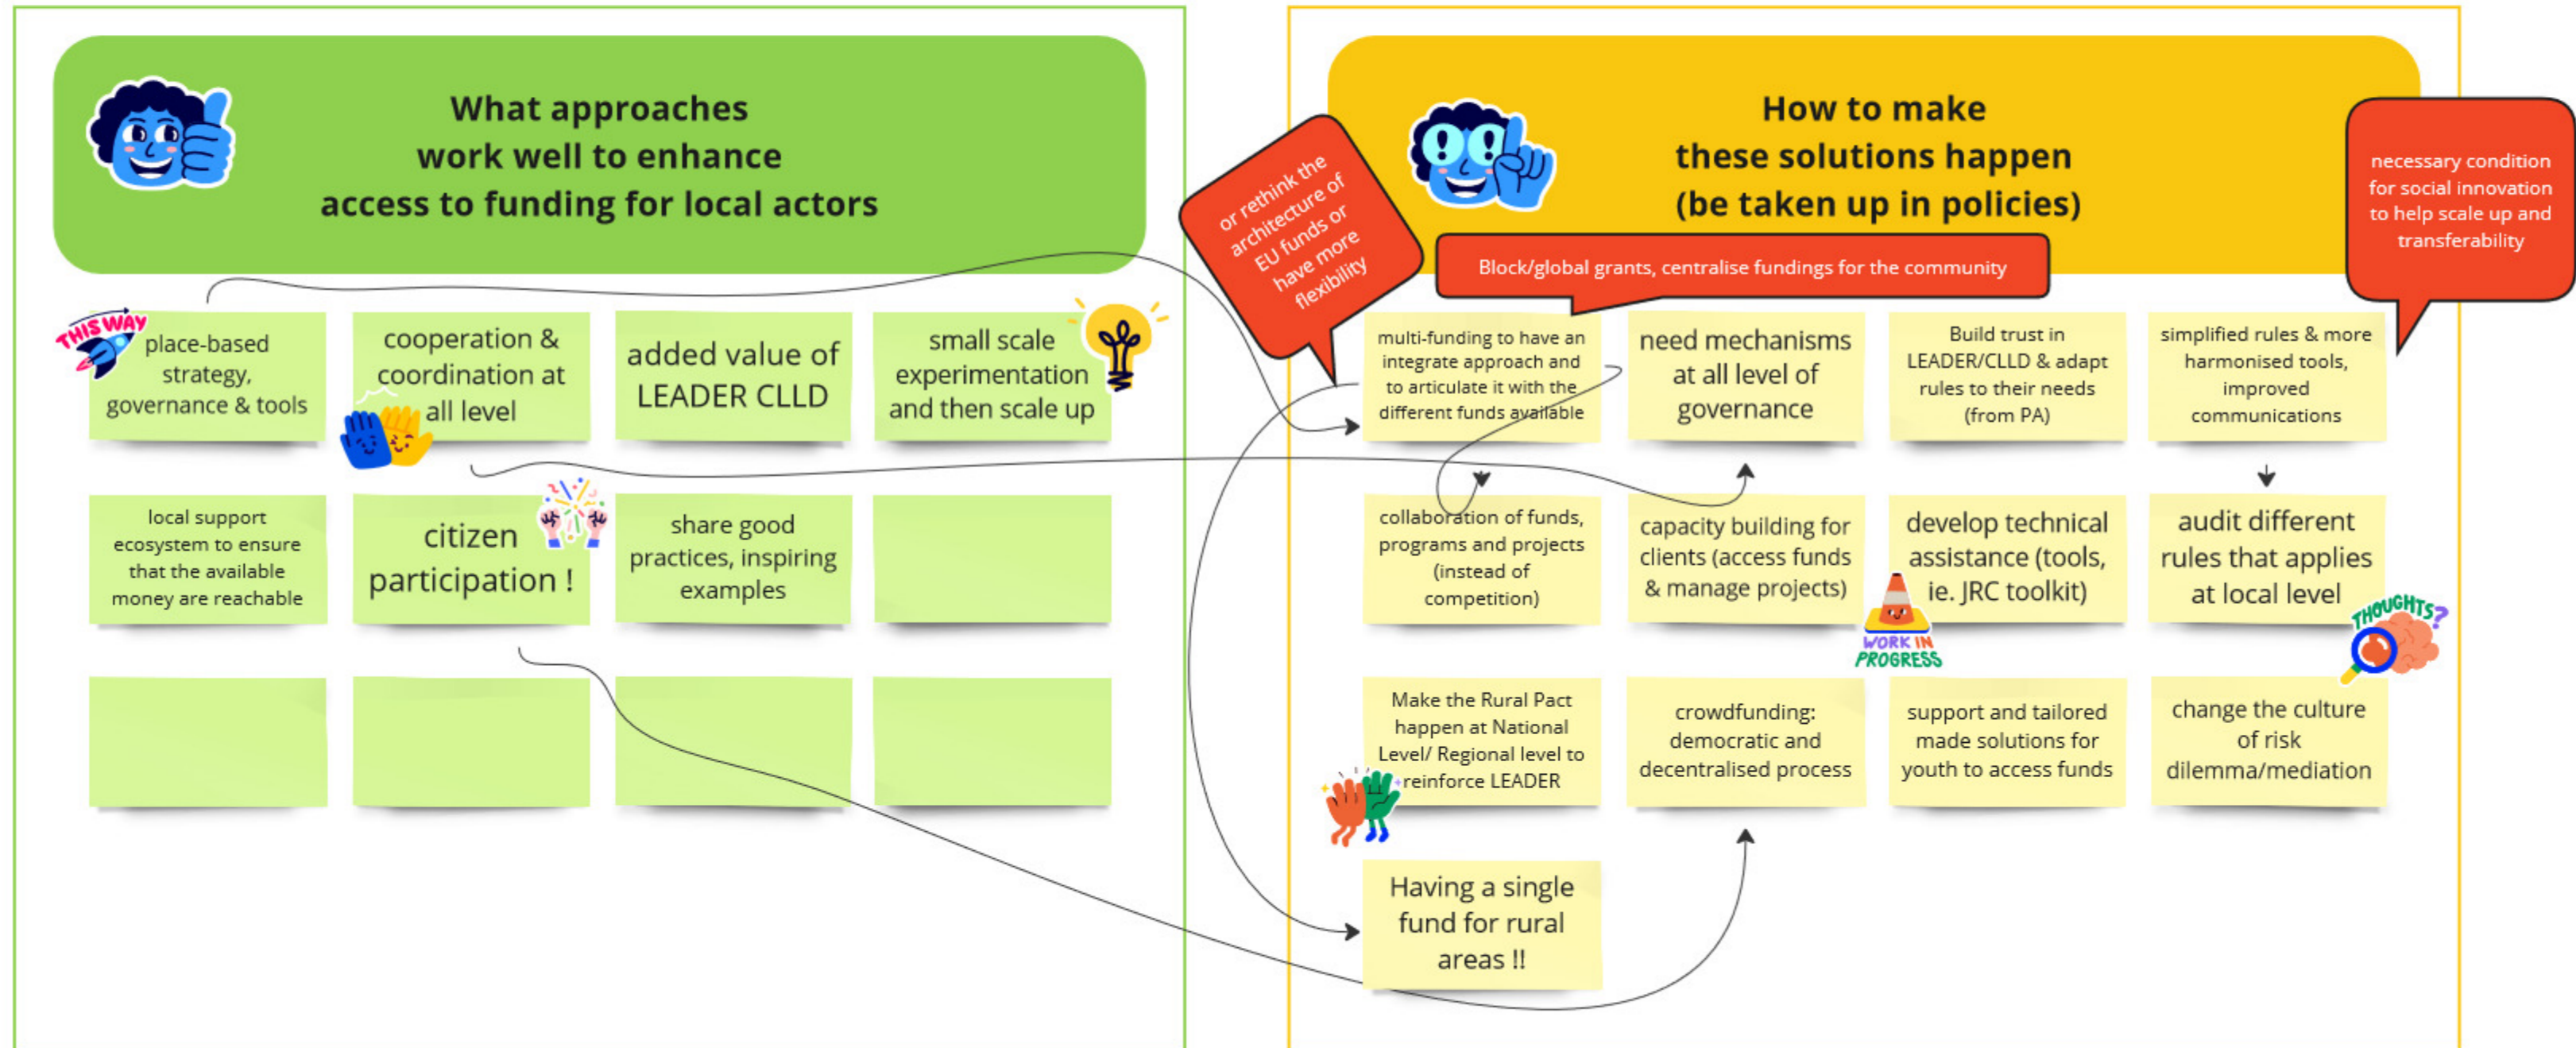 What approaches
work well to enhance
access to funding for local actors
THIS WAY
place-based
strategy,
governance & tools
cooperation &
coordination at
all level
added value of
LEADER CLLD
small scale
experimentation
and then scale up
local support
ecosystem to ensure
that the available
money are reachable
citizen
participation !
share good
practices, inspiring
examples
How to make
these solutions happen
(be taken up in policies)
or rethink the
architecture of
EU funds or
have more
flexibility
Block/global grants, centralise fundings for the community
necessary condition
for social innovation
to help scale up and
transferability
multi-funding to have an
integrate approach and
to articulate it with the
different funds available
need mechanisms
at all level of
governance
Build trust in
LEADER/CLLD & adapt
rules to their needs
(from PA)
simplified rules & more
harmonised tools,
improved
communications
collaboration of funds,
programs and projects
(instead of
competition)
capacity building for
clients (access funds
& manage projects)
develop technical
assistance (tools,
ie. JRC toolkit)
WORK IN
PROGRESS
audit different
rules that applies
at local level
THOUGHTS?
Make the Rural Pact
happen at National
Level/ Regional level to
reinforce LEADER
crowdfunding:
democratic and
decentralised process
support and tailored
made solutions for
youth to access funds
change the culture
of risk
dilemma/mediation
Having a single
fund for rural
areas !!